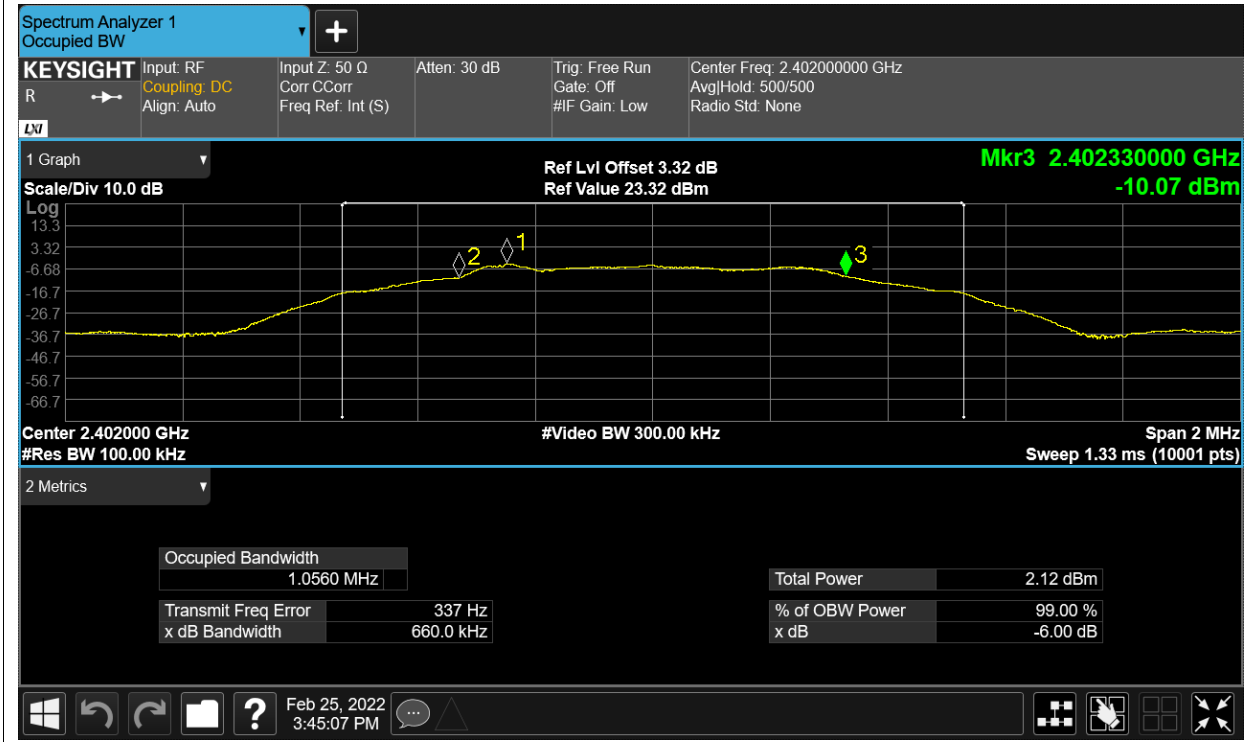 Spectrum Analyzer 1
Occupied BW
+
KEYSIGHT
R
LXI
Input: RF
Coupling: DC
Align: Auto
Input Z: 50 Ω
Corr CCorr
Freq Ref: Int (S)
Atten: 30 dB
Trig: Free Run
Gate: Off
#IF Gain: Low
Center Freq: 2.402000000 GHz
Avg|Hold: 500/500
Radio Std: None
1 Graph
Scale/Div 10.0 dB
Ref Lvl Offset 3.32 dB
Ref Value 23.32 dBm
Mkr3 2.402330000 GHz
-10.07 dBm
Log
13.3
3.32
-6.68
-16.7
-26.7
-36.7
-46.7
-56.7
-66.7
2
1
3
Center 2.402000 GHz
#Video BW 300.00 kHz
Span 2 MHz
#Res BW 100.00 kHz
Sweep 1.33 ms (10001 pts)
2 Metrics
Occupied Bandwidth
1.0560 MHz
Total Power 2.12 dBm
Transmit Freq Error 337 Hz
% of OBW Power 99.00 %
x dB Bandwidth 660.0 kHz
x dB -6.00 dB
?
Feb 25, 2022
3:45:07 PM